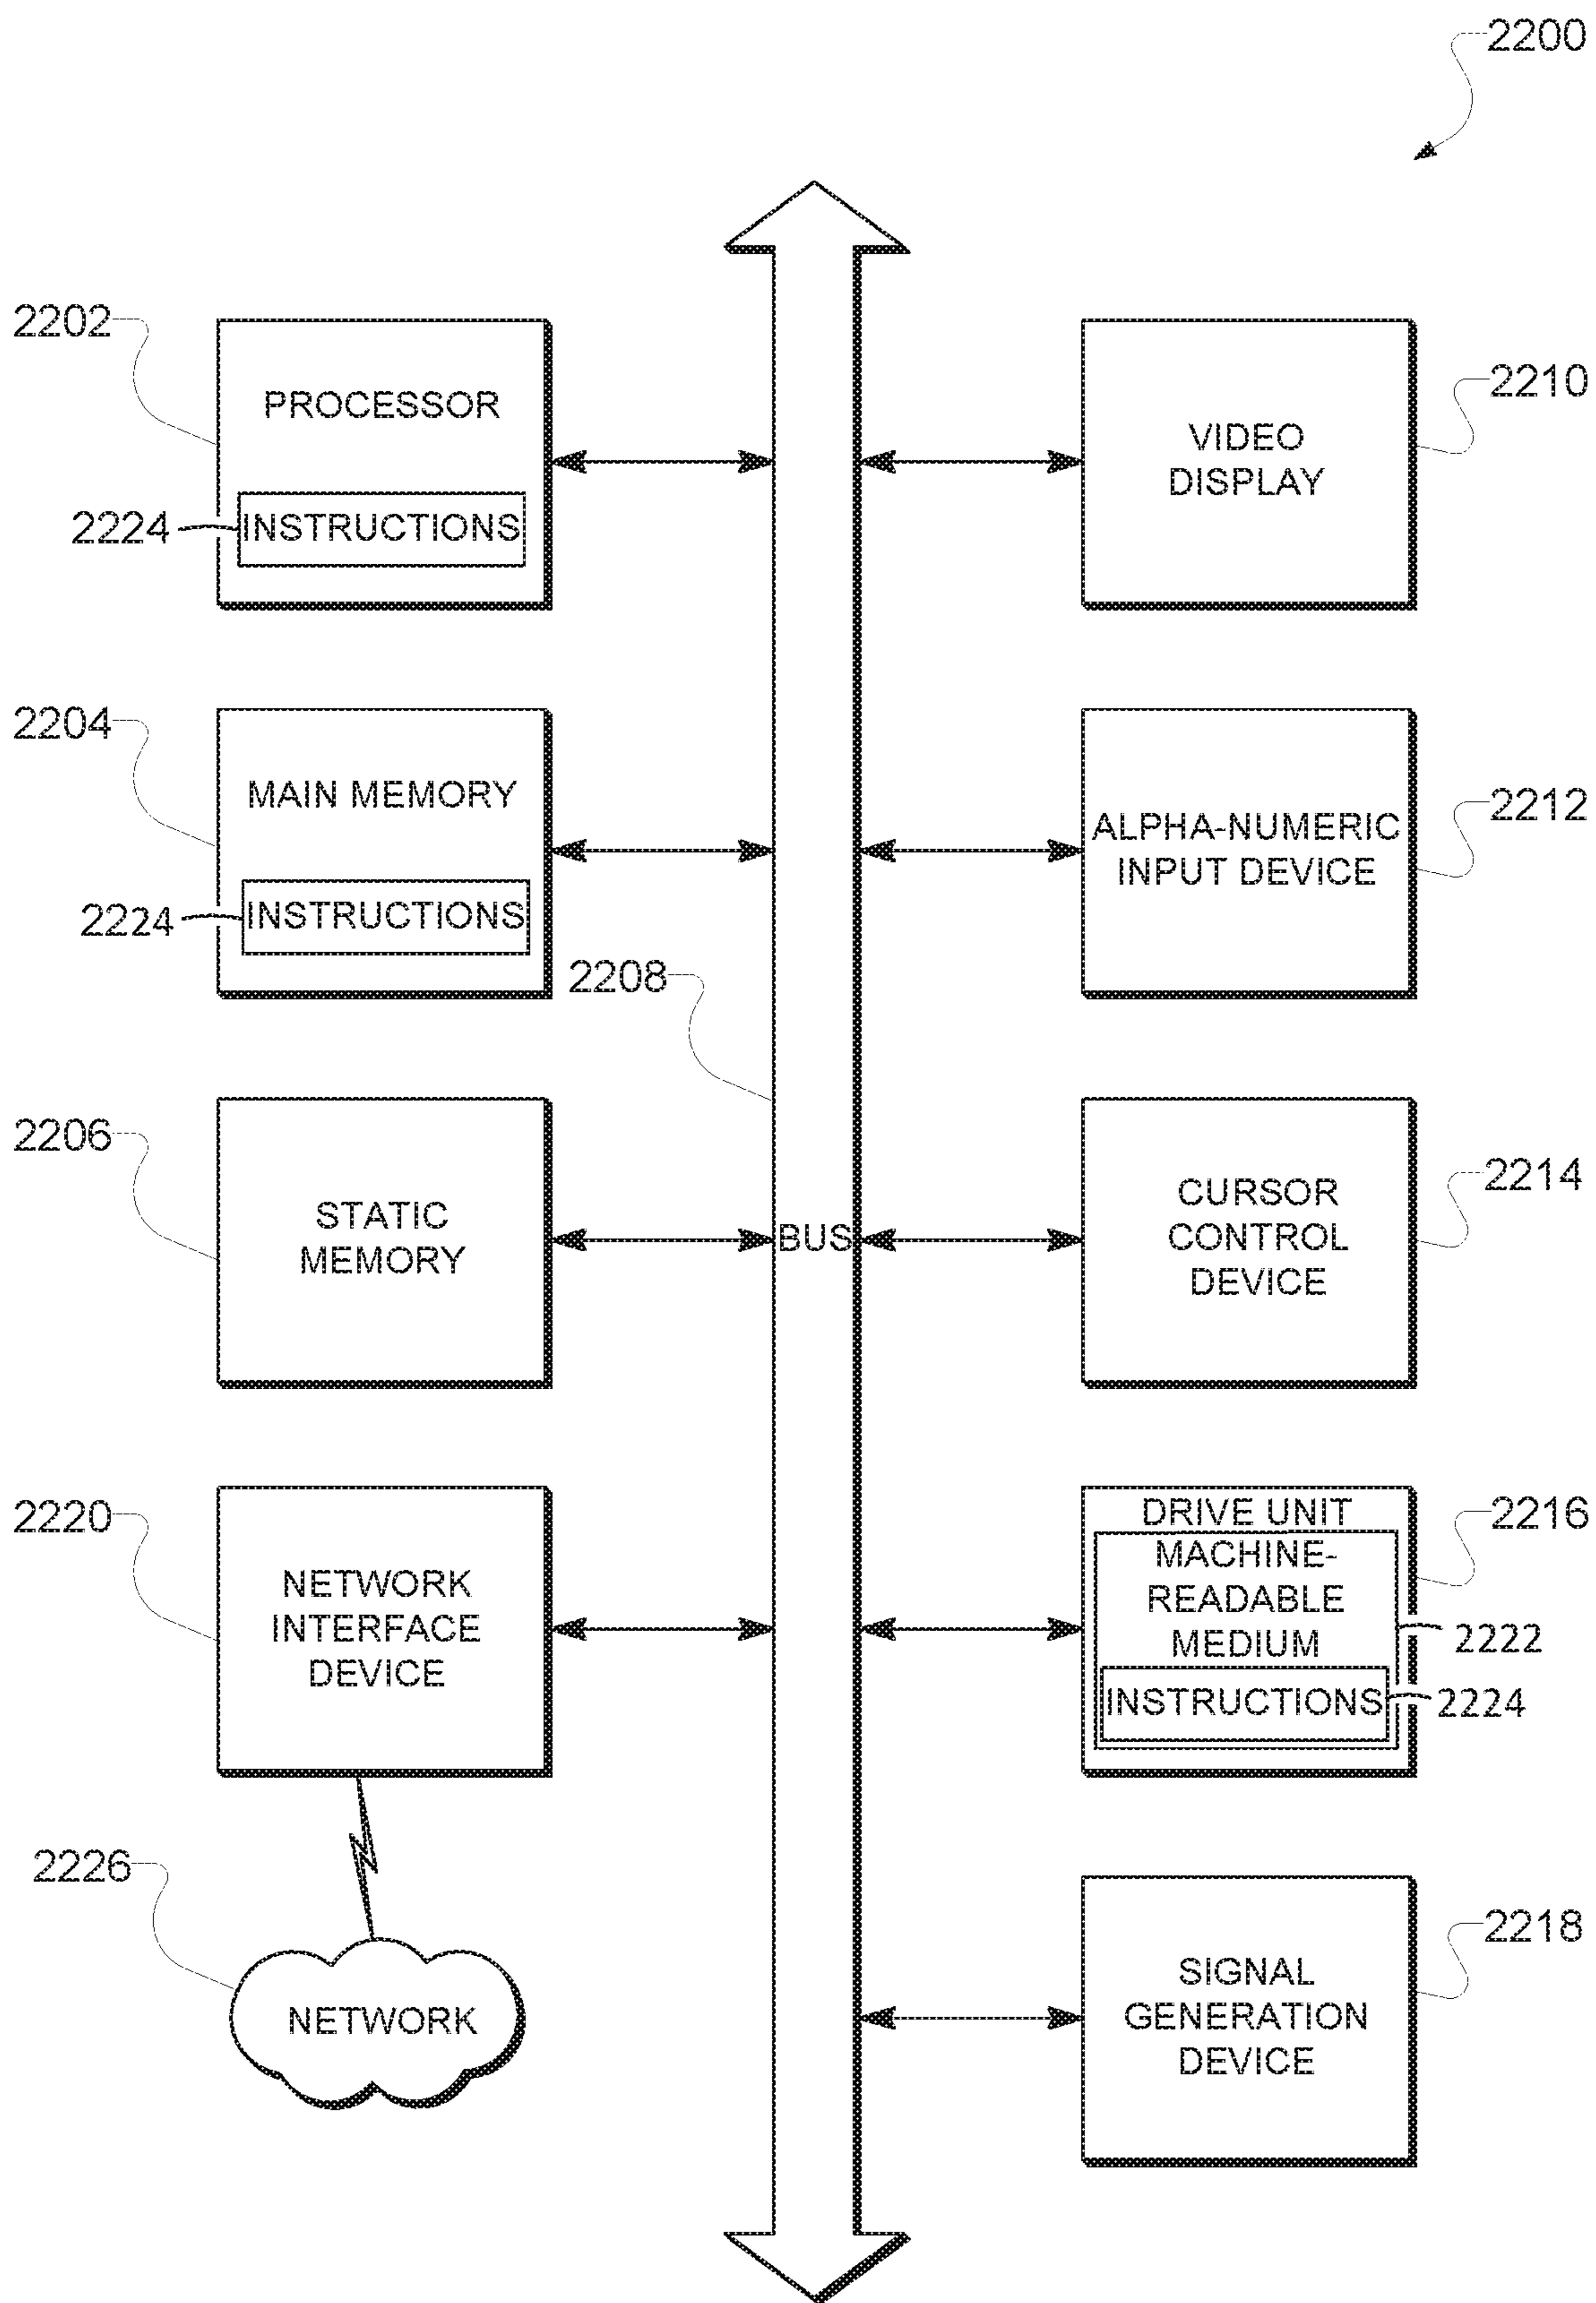 2200
2202
PROCESSOR
2224
INSTRUCTIONS
2210
VIDEO
DISPLAY
2204
MAIN MEMORY
2224
INSTRUCTIONS
2212
ALPHA-NUMERIC
INPUT DEVICE
2208
2206
STATIC
MEMORY
BUS
2214
CURSOR
CONTROL
DEVICE
2220
NETWORK
INTERFACE
DEVICE
2216
DRIVE UNIT
MACHINE-
READABLE
MEDIUM
2222
INSTRUCTIONS
2224
2226
NETWORK
2218
SIGNAL
GENERATION
DEVICE